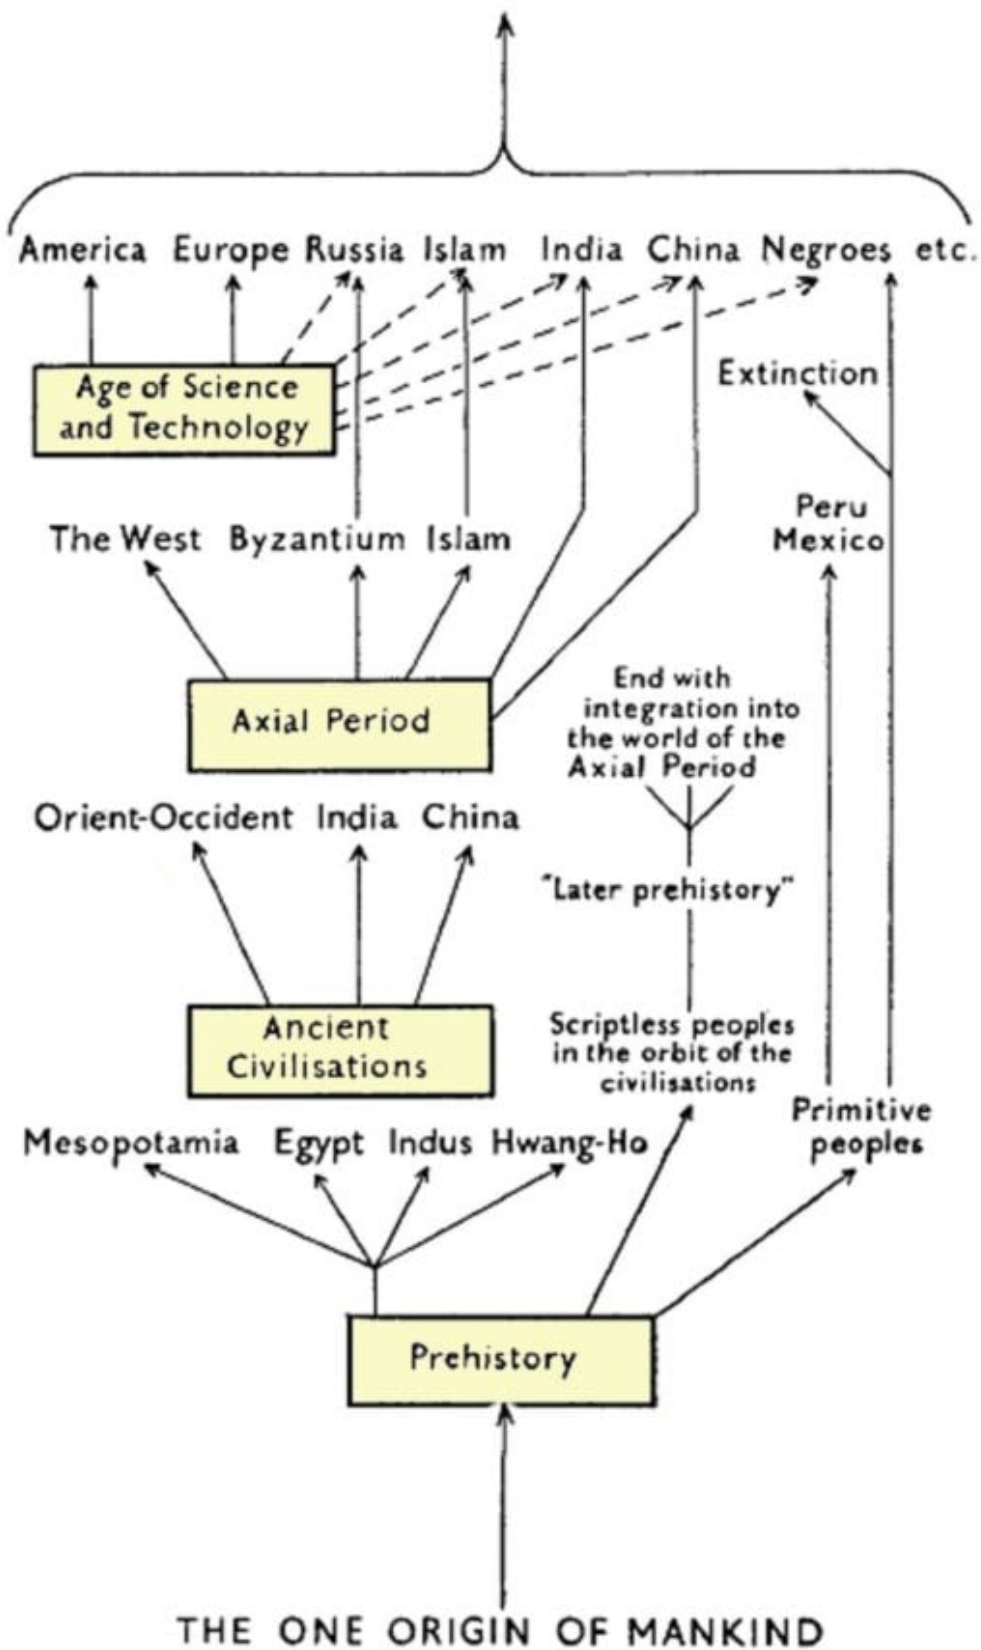 America Europe Russia Islam India China Negroes etc.
Age of Science
and Technology
Extinction
Peru
Mexico
The West Byzantium Islam
End with
integration into
the world of the
Axial Period
Axial Period
Orient-Occident India China
"Later prehistory"
Ancient
Civilisations
Scriptless peoples
in the orbit of the
civilisations
Primitive
peoples
Mesopotamia Egypt Indus Hwang-Ho
Prehistory
THE ONE ORIGIN OF MANKIND